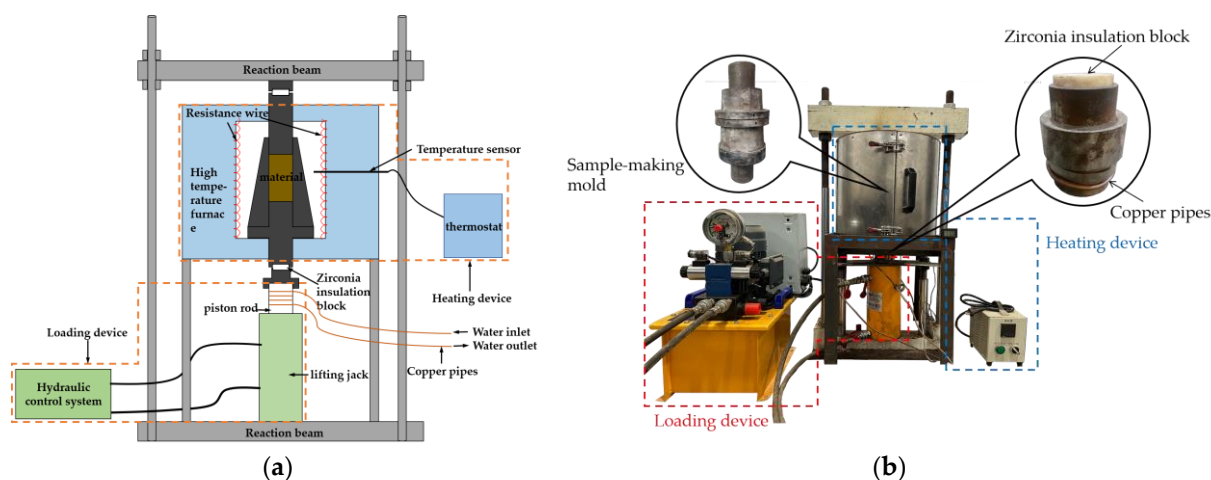 Reaction beam
Resistance wire
Temperature sensor
High
tempe-
rature
furnac
e
material
thermostat
Zirconia
insulation
block
Heating device
piston rod
Loading device
Water inlet
Water outlet
Copper pipes
lifting jack
Hydraulic
control system
Reaction beam
(a)
Zirconia insulation block
Sample-making
mold
Copper pipes
Heating device
Loading device
(b)